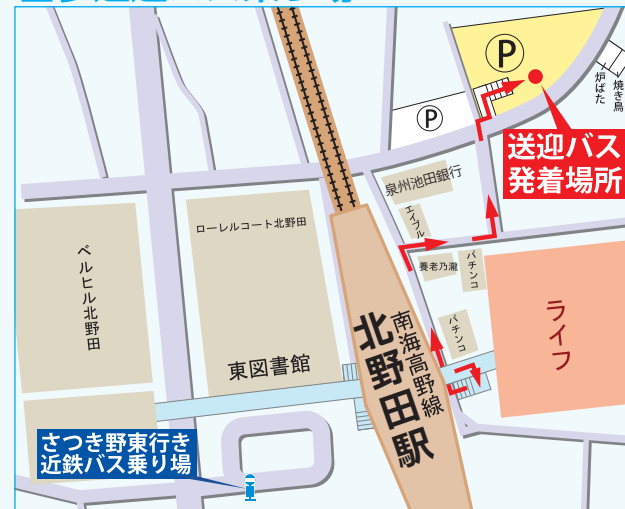 P
P
炉ばた
焼き鳥
送迎バス
発着場所
泉州池田銀行
エイブル
ローレルコート北野田
ベルヒル北野田
養老乃瀧
パチンコ
パチンコ
ライフ
南海高野線
北野田駅
東図書館
さつき野東行き
近鉄バス乗り場